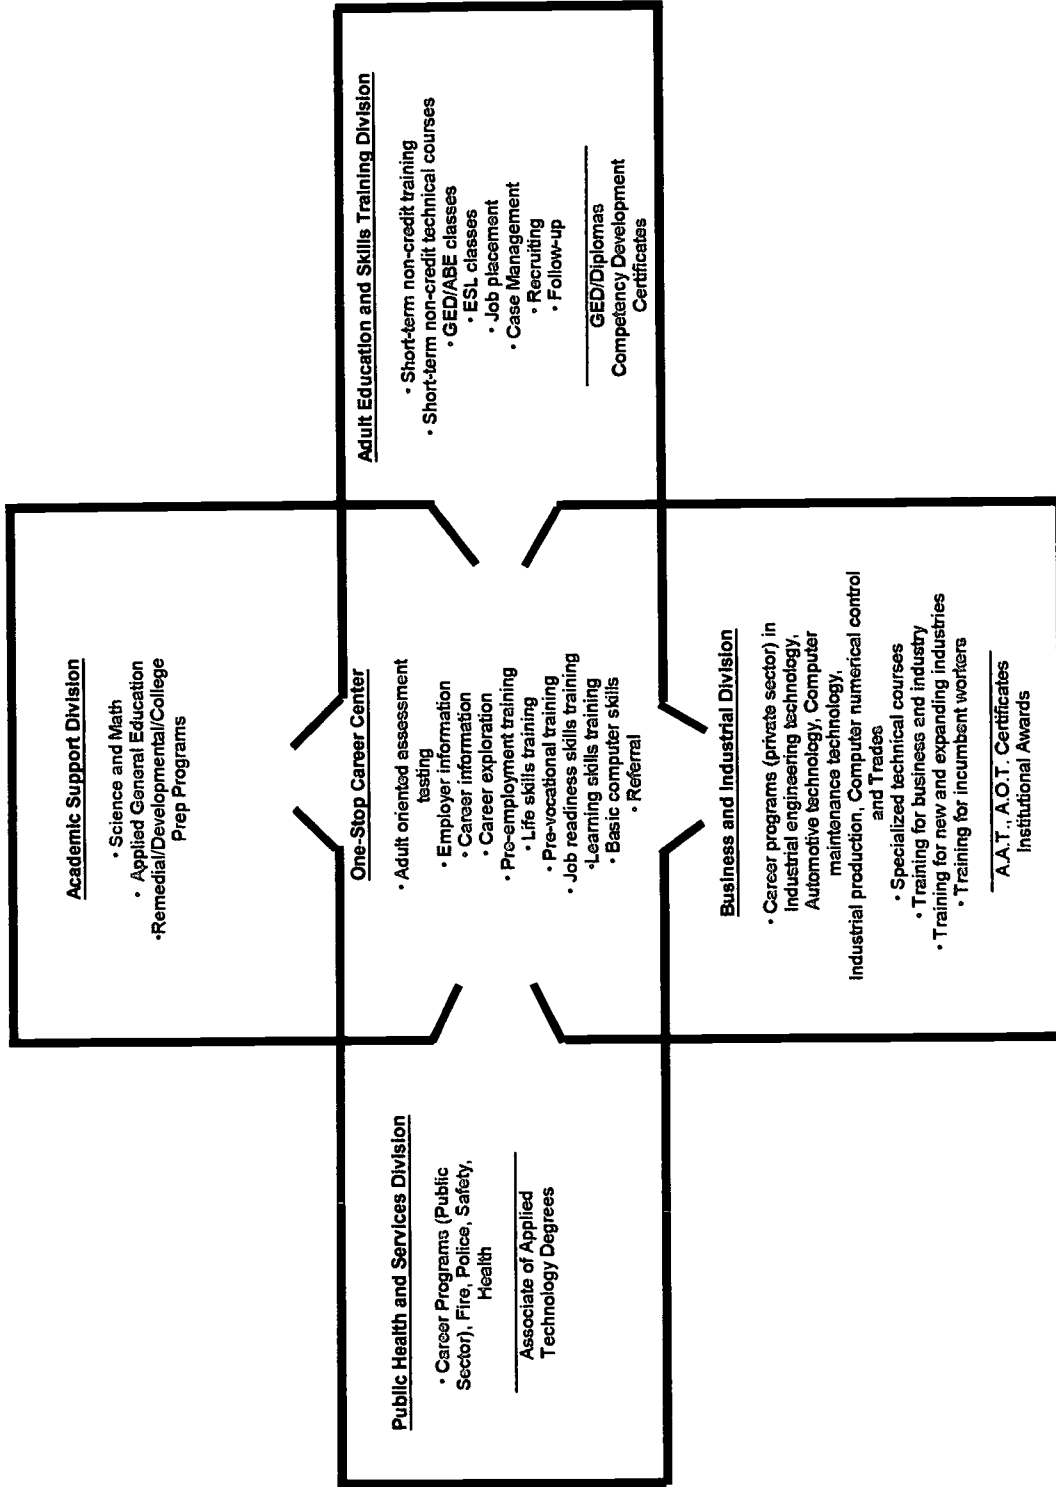 Academic Support Division
• Science and Math
• Applied General Education
•Remedial/Developmental/College
Prep Programs
Public Health and Services Division
• Career Programs (Public
Sector), Fire, Police, Safety,
Health
Associate of Applied
Technology Degrees
One-Stop Career Center
• Adult oriented assessment
testing
• Employer information
• Career information
• Career exploration
• Pre-employment training
• Life skills training
• Pre-vocational training
• Job readiness skills training
•Learning skills training
• Basic computer skills
• Referral
Adult Education and Skills Training Division
• Short-term non-credit training
• Short-term non-credit technical courses
• GED/ABE classes
• ESL classes
• Job placement
• Case Management
• Recruiting
• Follow-up
GED/Diplomas
Competency Development
Certificates
Business and Industrial Division
• Career programs (private sector) in
Industrial engineering technology,
Automotive technology, Computer
maintenance technology,
Industrial production, Computer numerical control
and Trades
• Specialized technical courses
• Training for business and industry
• Training for new and expanding industries
• Training for incumbent workers
A.A.T., A.O.T. Certificates
Institutional Awards